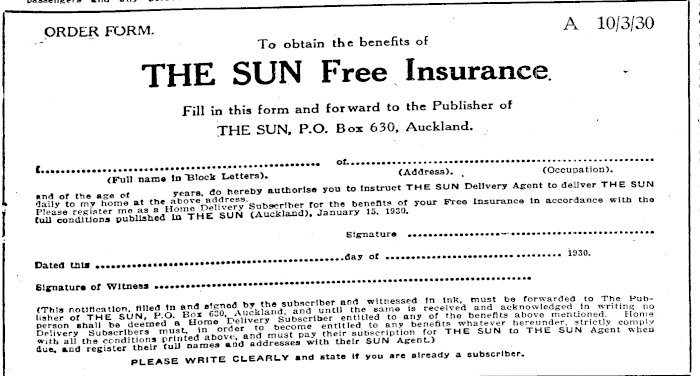 ORDER FORM.
A 10/3/30
To obtain the benefits of
THE SUN Free Insurance.
Fill in this form and forward to the Publisher of
THE SUN, P.O. Box 630, Auckland.
I........................................ of........................................
(Full name in Block Letters). (Address). (Occupation).
and of the age of years, do hereby authorise you to instruct THE SUN Delivery Agent to deliver THE SUN
daily to my home at the above address.
Please register me as a Home Delivery Subscriber for the benefits of your Free Insurance in accordance with the
full conditions published in THE SUN (Auckland), January 15, 1930.
Signature ........................................
Dated this ........................................day of ........................................ 1930.
Signature of Witness ........................................
(This notification, filled in and signed by the subscriber and witnessed in ink, must be forwarded to The Pub-
lisher of THE SUN, P.O. Box 630, Auckland, and until the same is received and acknowledged in writing no
person shall be deemed a Home Delivery Subscriber entitled to any of the benefits above mentioned. Home
Delivery Subscribers must, in order to become entitled to any benefits whatever hereunder, strictly comply
with all the conditions printed above, and must pay their subscription for THE SUN to THE SUN Agent when
due, and register their full names and addresses with their SUN Agent.)
PLEASE WRITE CLEARLY and state if you are already a subscriber.